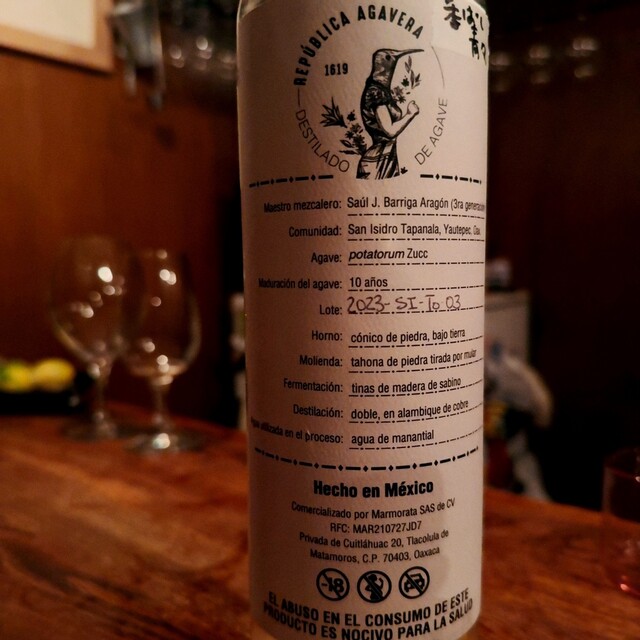 REPÚBLICA AGAVERA
1619
DESTILADO DE AGAVE
Maestro mezcalero: Saúl J. Barriga Aragón (3ra generación
Comunidad: San Isidro Tapanala, Yautepec, Oax.
Agave: potatorum Zucc
Maduración del agave: 10 años
Lote: 2023-SI-To 03
Horno: cónico de piedra, bajo tierra
Molienda: tahona de piedra tirada por mular
Fermentación: tinas de madera de sabino
Destilación: doble, en alambique de cobre
Agua utilizada en el proceso: agua de manantial
Hecho en México
Comercializado por Marmorata SAS de CV
RFC: MAR210727JD7
Privada de Cuitláhuac 20, Tlacolula de
Matamoros, C.P. 70403, Oaxaca
18
EL ABUSO EN EL CONSUMO DE ESTE
PRODUCTO ES NOCIVO PARA LA SALUD